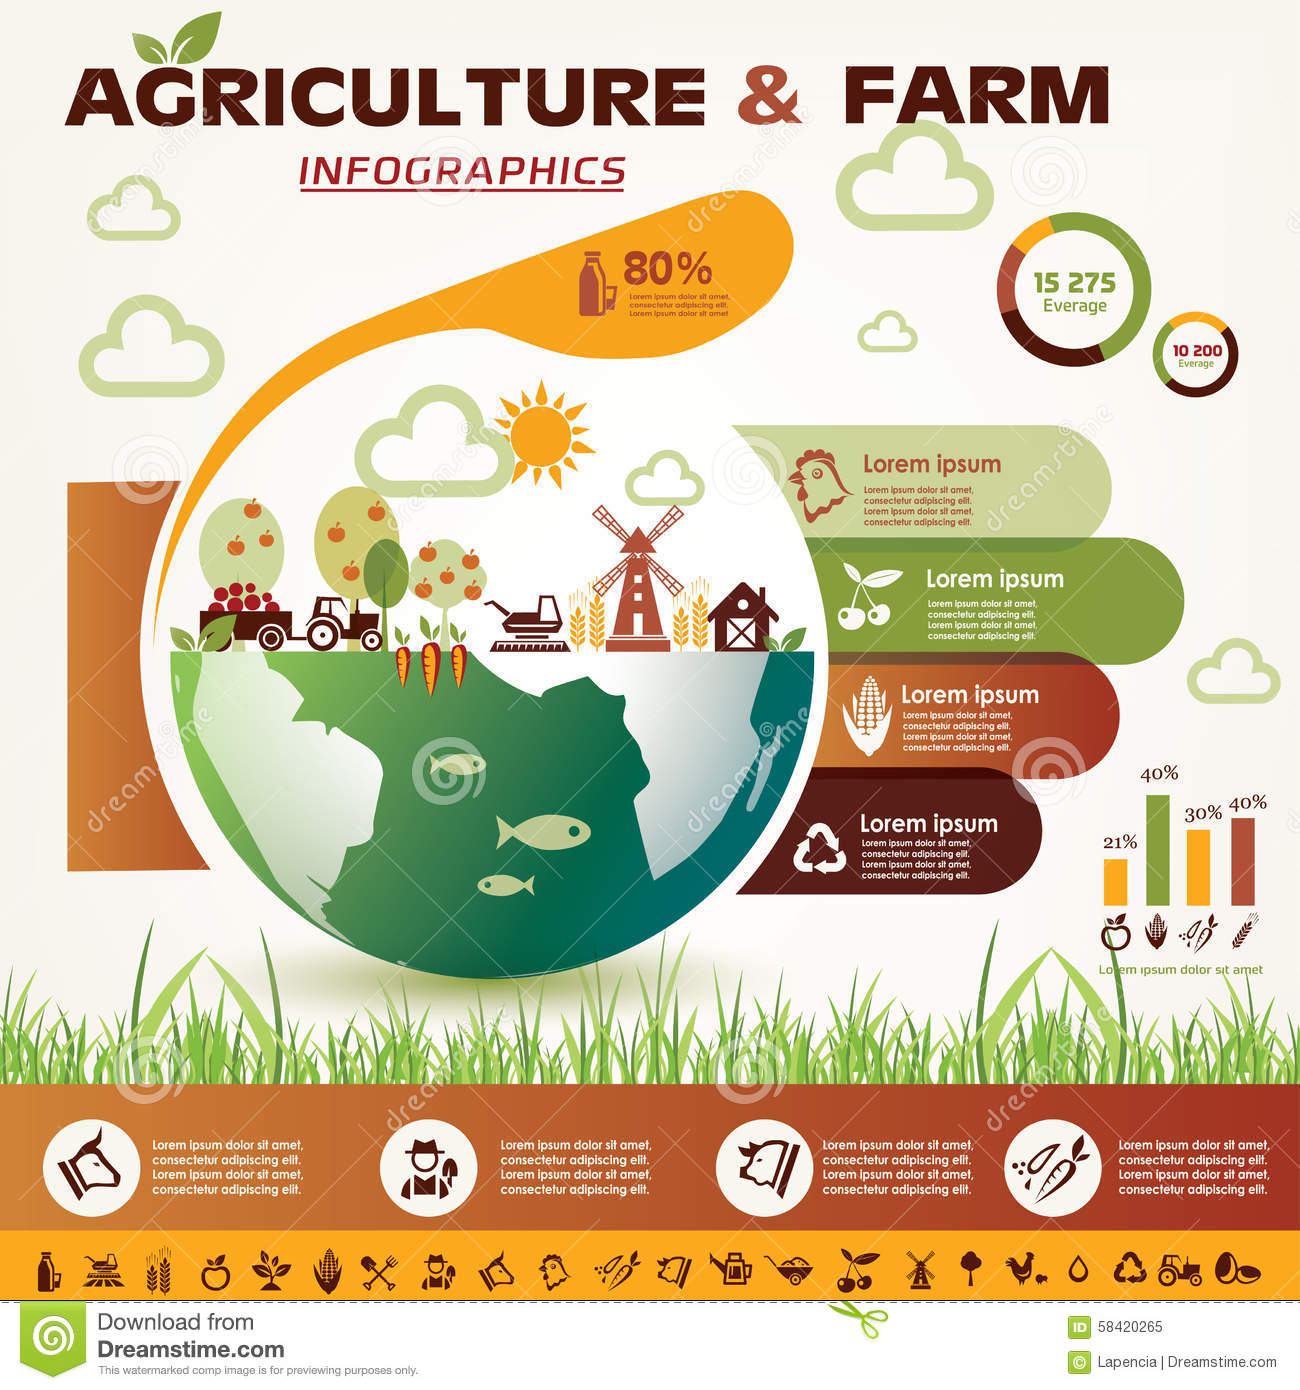 AGRICULTURE & FARM
INFOGRAPHICS
80%
Lorem ipsum dolor sit amet,
consectetur adipiscing elit.
Lorem ipsum dolor sit amet
15 275
Everage
10 200
Everage
Lorem ipsum
Lorem ipsum dolor sit amet,
consectetur adipiscing elit.
Lorem ipsum dolor sit amet,
consectetur adipiscing elit.
Lorem ipsum
Lorem ipsum dolor sit amet,
consectetur adipiscing elit.
Lorem ipsum dolor sit amet,
consectetur adipiscing elit.
Lorem ipsum
Lorem ipsum dolor sit amet,
consectetur adipiscing elit.
Lorem ipsum dolor sit amet,
consectetur adipiscing elit.
Lorem ipsum
Lorem ipsum dolor sit amet,
consectetur adipiscing elit.
Lorem ipsum dolor sit amet,
consectetur adipiscing elit.
21% 40% 30% 40%
Lorem ipsum dolor sit amet
Lorem ipsum dolor sit amet,
consectetur adipiscing elit.
Lorem ipsum dolor sit amet,
consectetur adipiscing elit.
Lorem ipsum dolor sit amet,
consectetur adipiscing elit.
Lorem ipsum dolor sit amet,
consectetur adipiscing elit.
Lorem ipsum dolor sit amet,
consectetur adipiscing elit.
Lorem ipsum dolor sit amet,
consectetur adipiscing elit.
Lorem ipsum dolor sit amet,
consectetur adipiscing elit.
Lorem ipsum dolor sit amet,
consectetur adipiscing elit.
Download from
Dreamstime.com
This watermarked comp image is for previewing purposes only.
ID 58420265
© Lapencia | Dreamstime.com